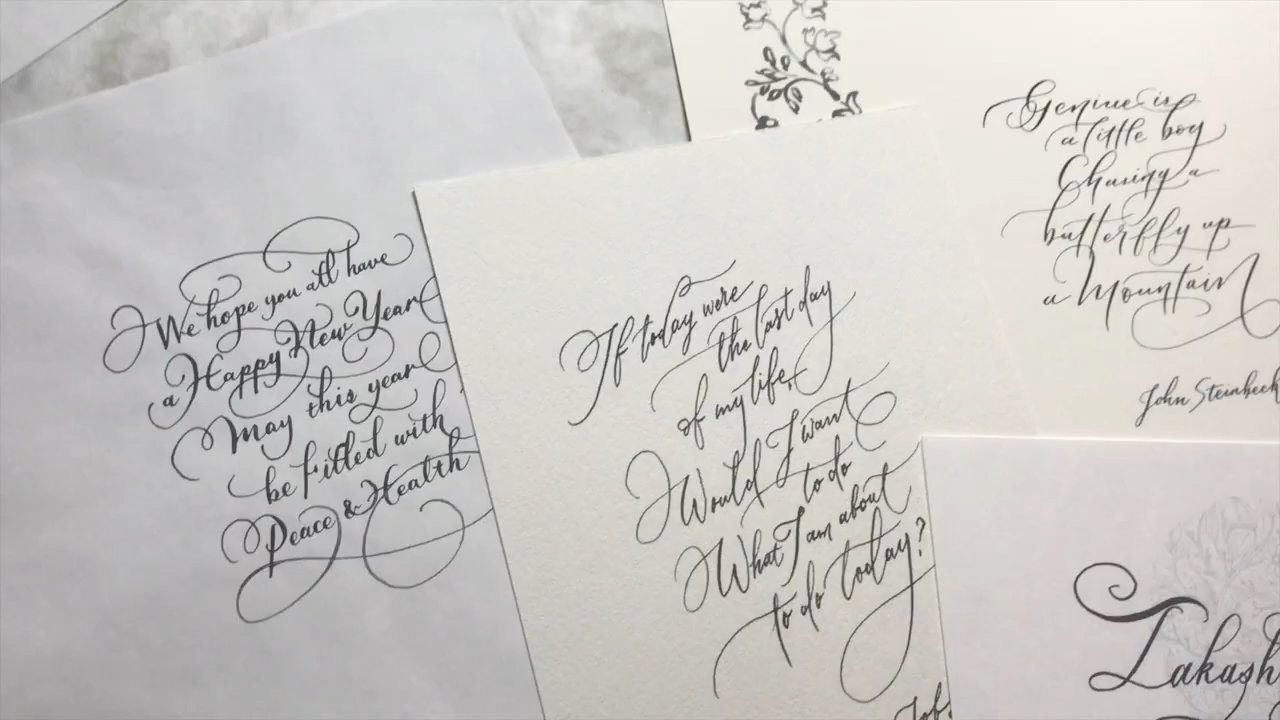 We hope you all have
a Happy New Year
May this year
be filled with
Peace & Health
If today were
the last day
of my life,
Would I want
to do
What I am about
to do today?
Genius is
a little boy
Chasing a
butterfly up
a Mountain
John Steinbeck